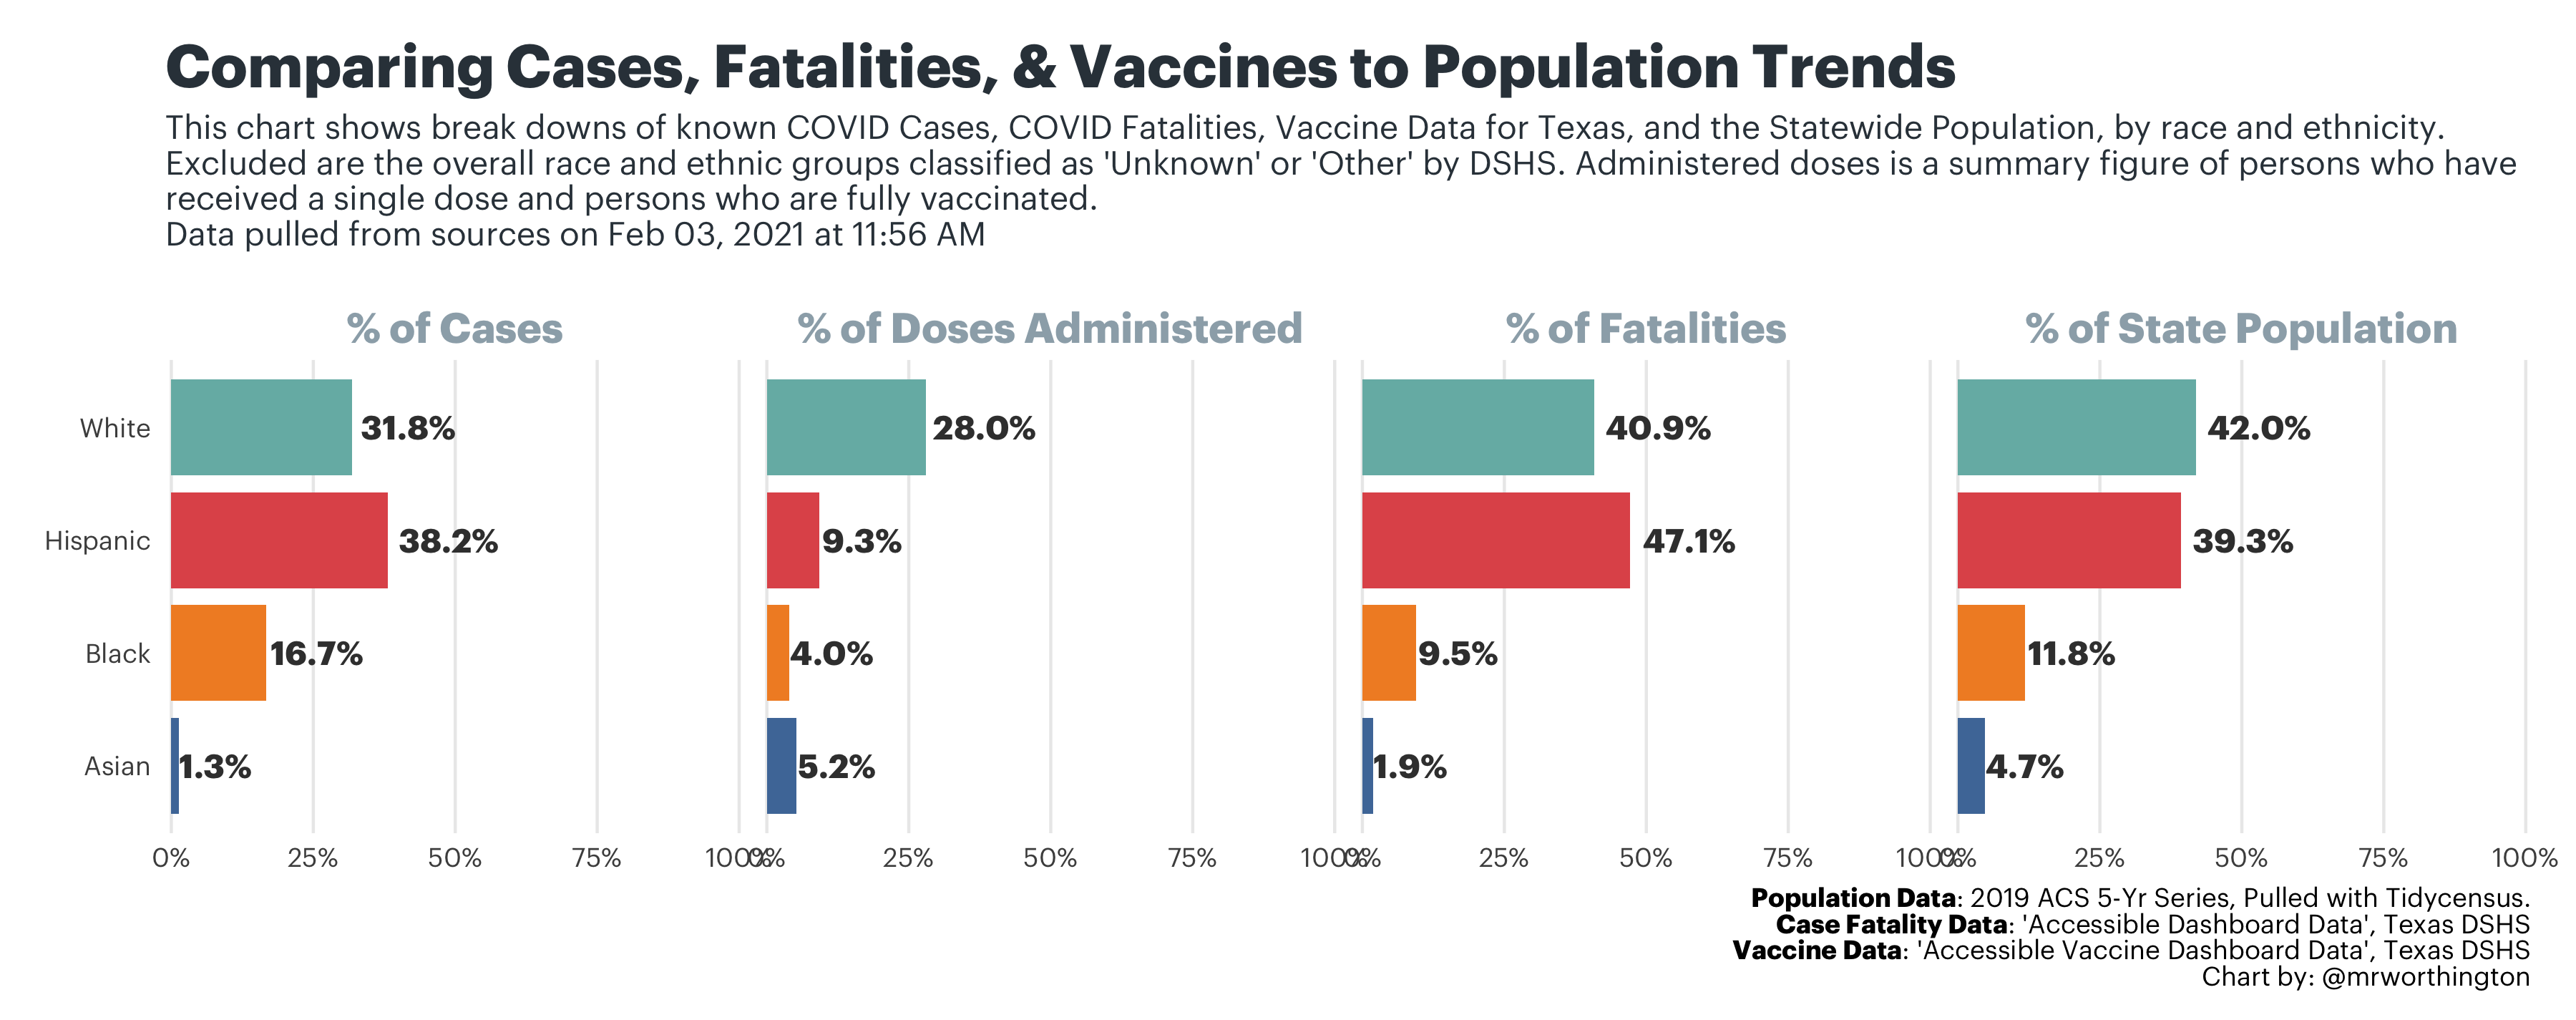 Comparing Cases, Fatalities, & Vaccines to Population Trends
This chart shows break downs of known COVID Cases, COVID Fatalities, Vaccine Data for Texas, and the Statewide Population, by race and ethnicity.
Excluded are the overall race and ethnic groups classified as 'Unknown' or 'Other' by DSHS. Administered doses is a summary figure of persons who have
received a single dose and persons who are fully vaccinated.
Data pulled from sources on Feb 03, 2021 at 11:56 AM
% of Cases % of Doses Administered % of Fatalities % of State Population
White 31.8% 28.0% 40.9% 42.0%
Hispanic 38.2% 9.3% 47.1% 39.3%
Black 16.7% 4.0% 9.5% 11.8%
Asian 1.3% 5.2% 1.9% 4.7%
0% 25% 50% 75% 100% 0% 25% 50% 75% 100% 0% 25% 50% 75% 100% 0% 25% 50% 75% 100%
Population Data: 2019 ACS 5-Yr Series, Pulled with Tidycensus.
Case Fatality Data: 'Accessible Dashboard Data', Texas DSHS
Vaccine Data: 'Accessible Vaccine Dashboard Data', Texas DSHS
Chart by: @mrworthington